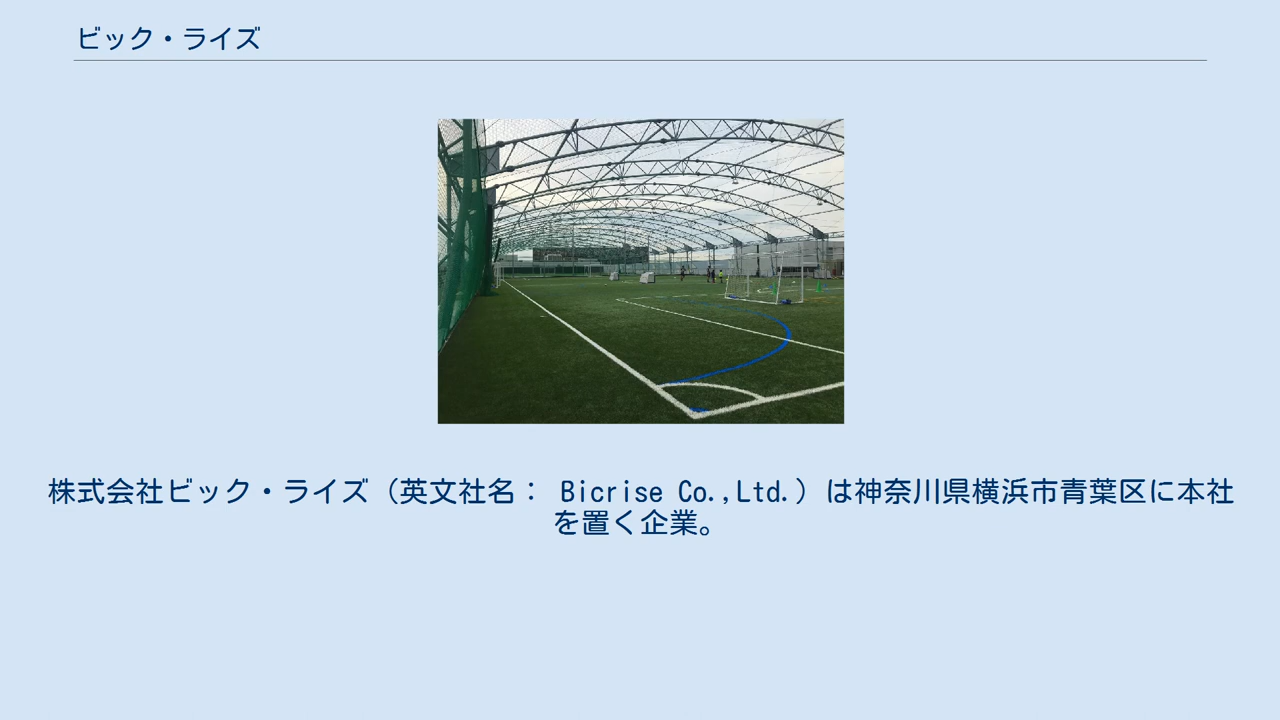 ビック・ライズ
株式会社ビック・ライズ（英文社名： Bicrise Co.,Ltd.）は神奈川県横浜市青葉区に本社
を置く企業。